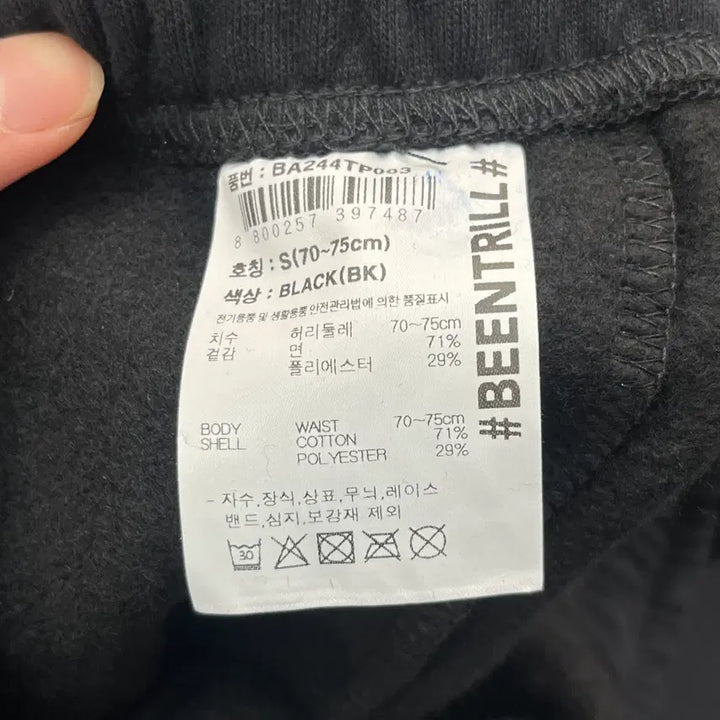 품번 : BA244TP003
8 800257 397487
호칭 : S(70~75cm)
색상 : BLACK(BK)
전기용품 및 생활용품 안전관리법에 의한 품질표시
치수 허리둘레 70~75cm
겉감 면 71%
폴리에스터 29%
BODY WAIST 70~75cm
SHELL COTTON 71%
POLYESTER 29%
- 자수,장식,상표,무늬,레이스
밴드,심지,보강재 제외
30
#BEENTRILL#